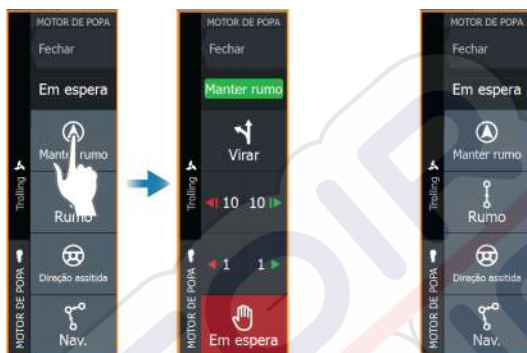 MOTOR DE POPA
Fechar
Em espera
Manter rumo
Rumo
Direção assitida
Nav.
Trolling
MOTOR DE POPA
MOTOR DE POPA
Fechar
Manter rumo
Virar
10 10
1 1
Em espera
Trolling
MOTOR DE POPA
MOTOR DE POPA
Fechar
Em espera
Manter rumo
Rumo
Direção assitida
Nav.
Trolling
MOTOR DE POPA